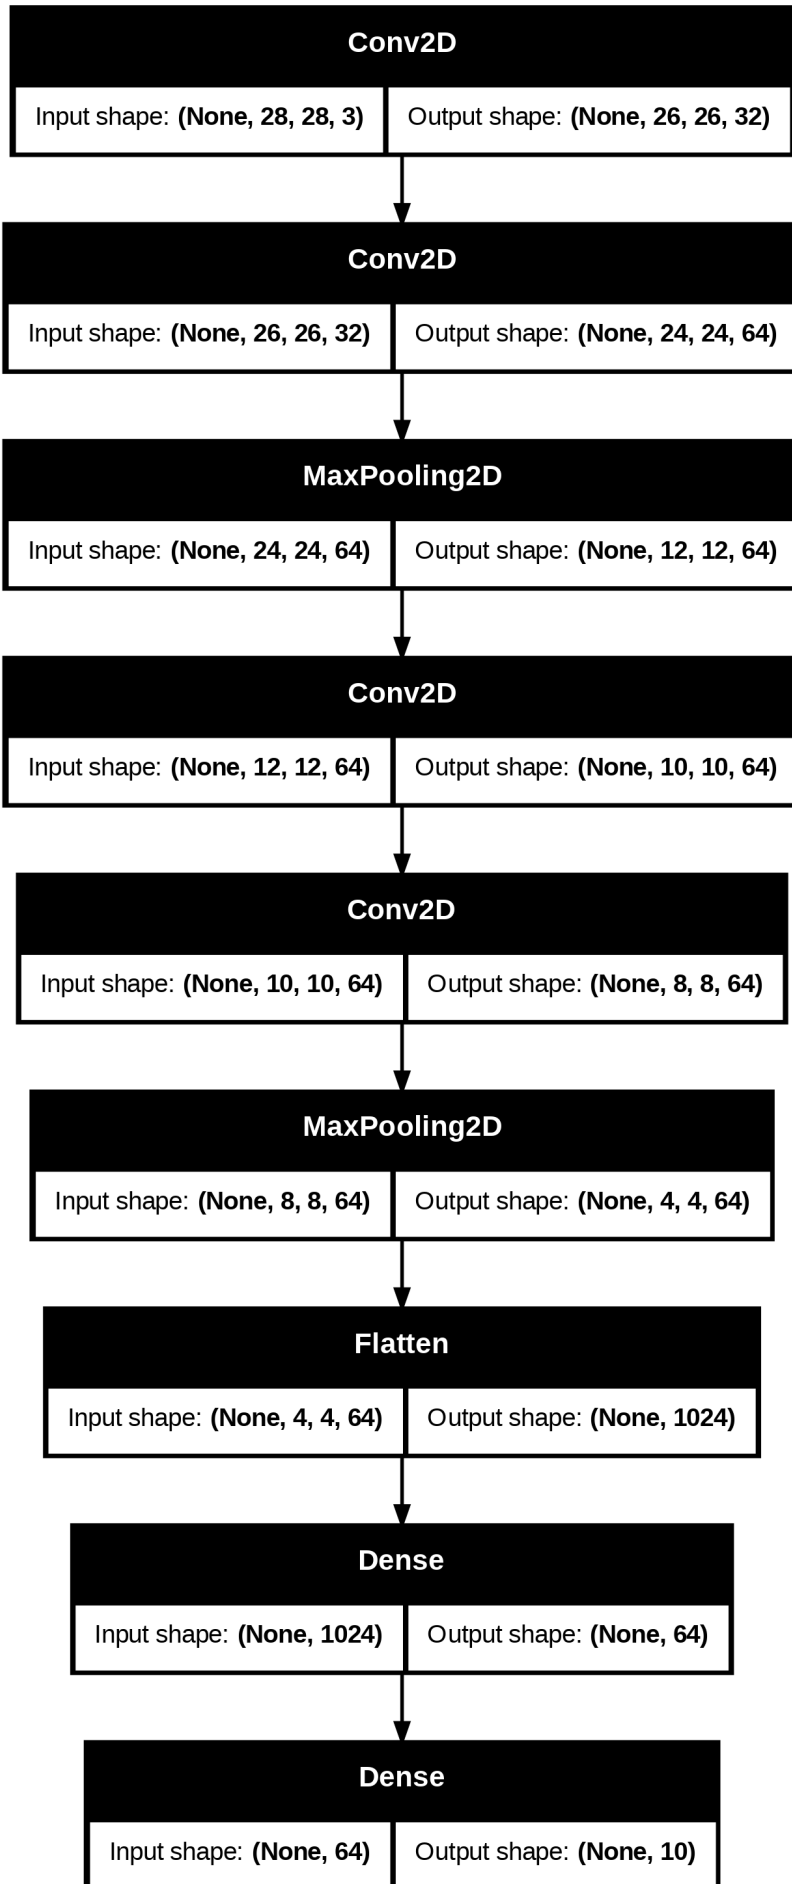 Conv2D
Input shape: (None, 28, 28, 3) Output shape: (None, 26, 26, 32)
Conv2D
Input shape: (None, 26, 26, 32) Output shape: (None, 24, 24, 64)
MaxPooling2D
Input shape: (None, 24, 24, 64) Output shape: (None, 12, 12, 64)
Conv2D
Input shape: (None, 12, 12, 64) Output shape: (None, 10, 10, 64)
Conv2D
Input shape: (None, 10, 10, 64) Output shape: (None, 8, 8, 64)
MaxPooling2D
Input shape: (None, 8, 8, 64) Output shape: (None, 4, 4, 64)
Flatten
Input shape: (None, 4, 4, 64) Output shape: (None, 1024)
Dense
Input shape: (None, 1024) Output shape: (None, 64)
Dense
Input shape: (None, 64) Output shape: (None, 10)